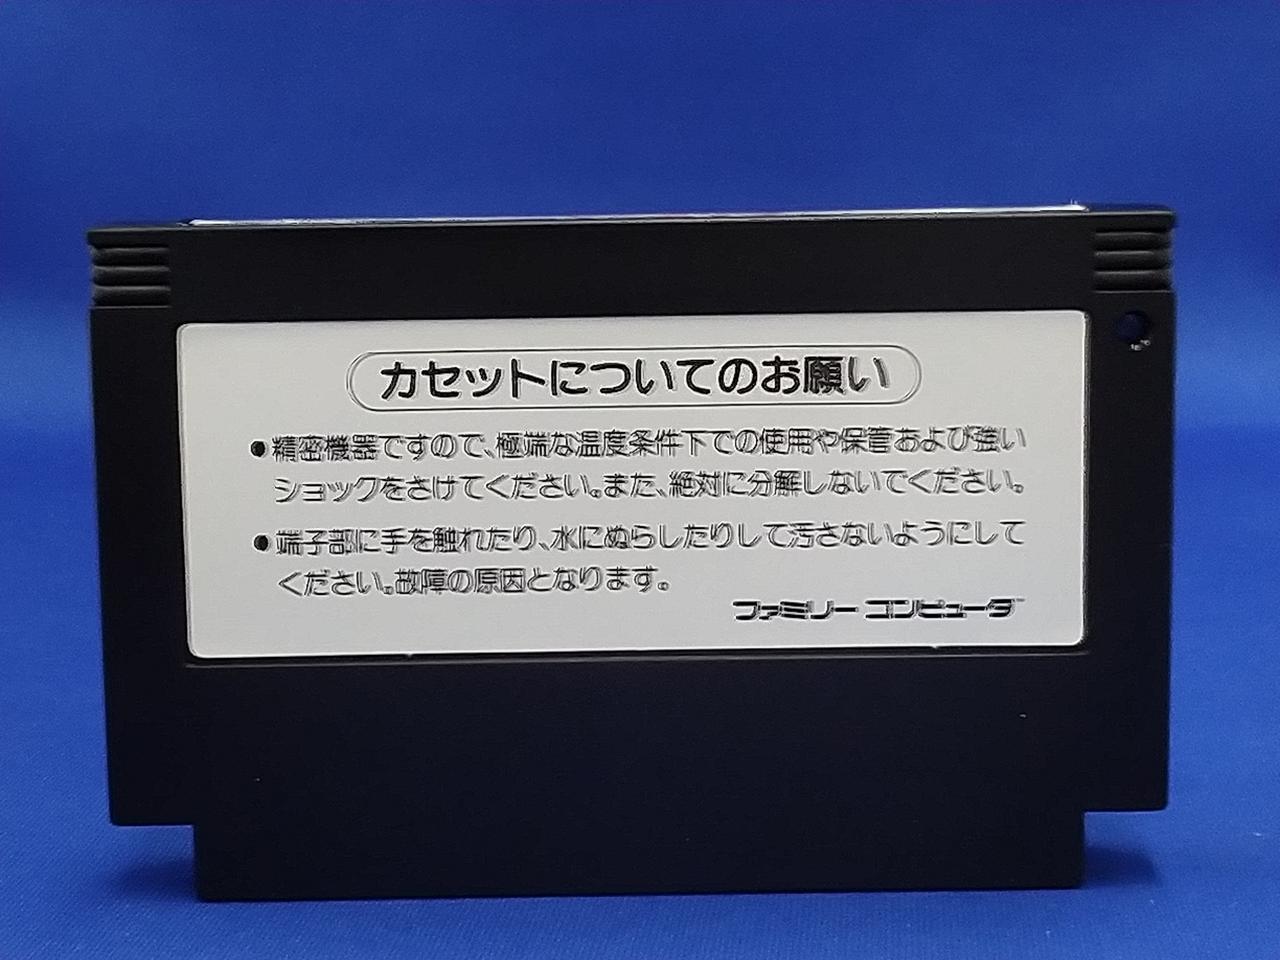 カセットについてのお願い
●精密機器ですので、極端な温度条件下での使用や保管および強い
ショックをさけてください。また、絶対に分解しないでください。
●端子部に手を触れたり、水にぬらしたりして汚さないようにして
ください。故障の原因となります。
ファミリー コンピュータ